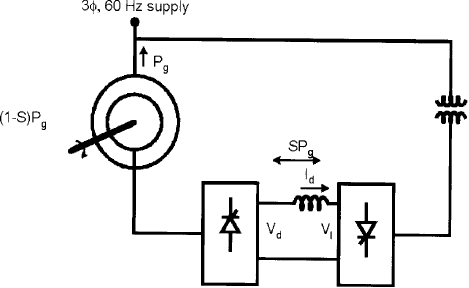 3ϕ, 60 Hz supply
P_g
(1-S)P_g
SP_g
I_d
V_d
V_I